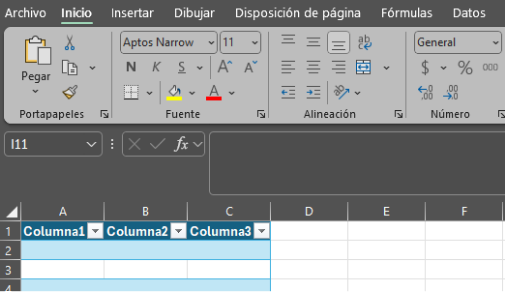 Archivo Inicio Insertar Dibujar Disposición de página Fórmulas Datos
Aptos Narrow 11 General
Pegar N K S A A A $ % 000
Portapapeles Fuente Alineación Número
I11 fx
A B C D E F
1 Columna1 Columna2 Columna3
2
3
4